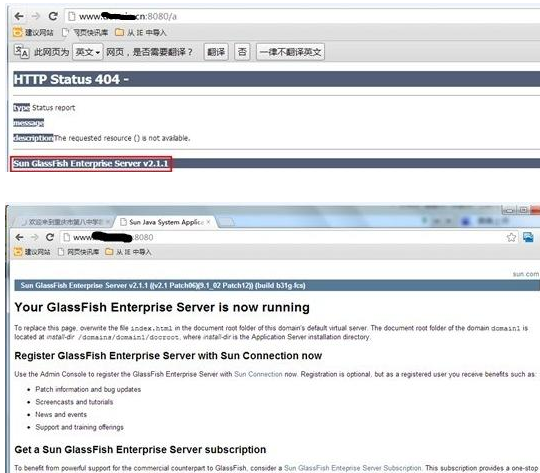 www. cn:8080/a
建议网站 网页快讯库 从 IE 中导入
此网页为 英文 网页，是否需要翻译？ 翻译 否 一律不翻译英文
HTTP Status 404 -
type Status report
message
description The requested resource () is not available.
Sun GlassFish Enterprise Server v2.1.1
欢迎来到重庆市第八中学 Sun Java System Applica
www. :8080
建议网站 网页快讯库 从 IE 中导入
sun.com
Sun GlassFish Enterprise Server v2.1.1 ((v2.1 Patch06)(9.1_02 Patch12)) (build b31g-fcs)
Your GlassFish Enterprise Server is now running
To replace this page, overwrite the file index.html in the document root folder of this domain's default virtual server. The document root folder of the domain domain1 is
located at install-dir /domains/domain1/docroot, where install-dir is the Application Server installation directory.
Register GlassFish Enterprise Server with Sun Connection now
Use the Admin Console to register the GlassFish Enterprise Server with Sun Connection now. Registration is optional, but as a registered user you receive benefits such as:
• Patch information and bug updates
• Screencasts and tutorials
• News and events
• Support and training offerings
Get a Sun GlassFish Enterprise Server subscription
To benefit from powerful support for the commercial counterpart to GlassFish, consider a Sun GlassFish Enterprise Server Subscription. This subscription provides a one-stop